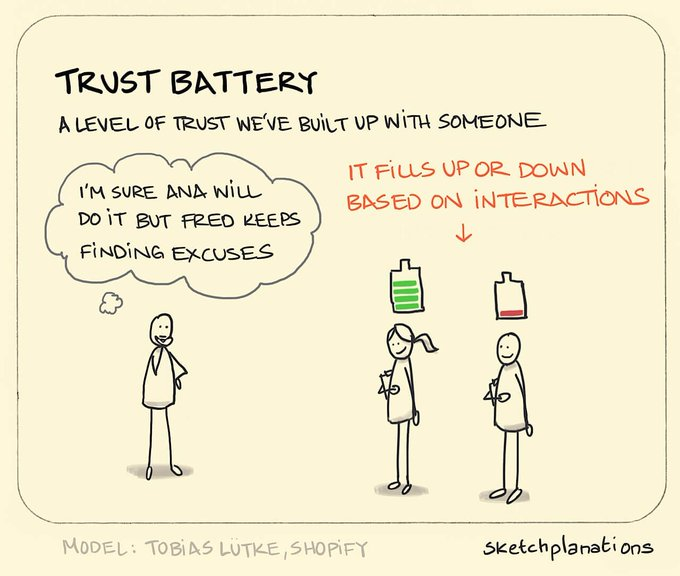 TRUST BATTERY
A LEVEL OF TRUST WE'VE BUILT UP WITH SOMEONE
I'M SURE ANA WILL
DO IT BUT FRED KEEPS
FINDING EXCUSES
IT FILLS UP OR DOWN
BASED ON INTERACTIONS
MODEL: TOBIAS LÜTKE, SHOPIFY
sketchplanations